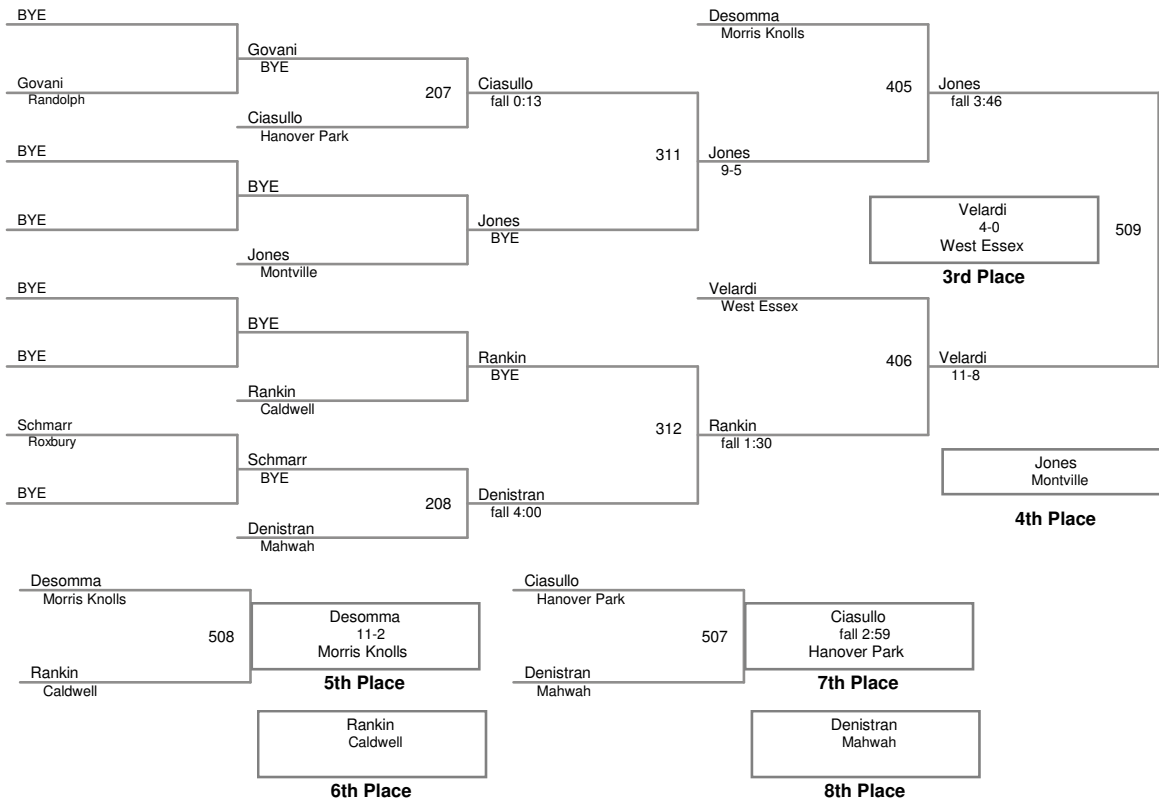 BYE
Govani
Randolph
BYE
BYE
BYE
BYE
Schmarr
Roxbury
BYE
Govani
BYE
207
Ciasullo
Hanover Park
BYE
Jones
Montville
BYE
Rankin
Caldwell
Schmarr
BYE
208
Denistran
Mahwah
Ciasullo
fall 0:13
311
Jones
BYE
Rankin
BYE
312
Denistran
fall 4:00
Desomma
Morris Knolls
405
Jones
9-5
Velardi
West Essex
406
Rankin
fall 1:30
Jones
fall 3:46
Velardi
4-0
West Essex
509
3rd Place
Velardi
11-8
Jones
Montville
4th Place
Desomma
Morris Knolls
508
Rankin
Caldwell
Desomma
11-2
Morris Knolls
5th Place
Rankin
Caldwell
6th Place
Ciasullo
Hanover Park
507
Denistran
Mahwah
Ciasullo
fall 2:59
Hanover Park
7th Place
Denistran
Mahwah
8th Place